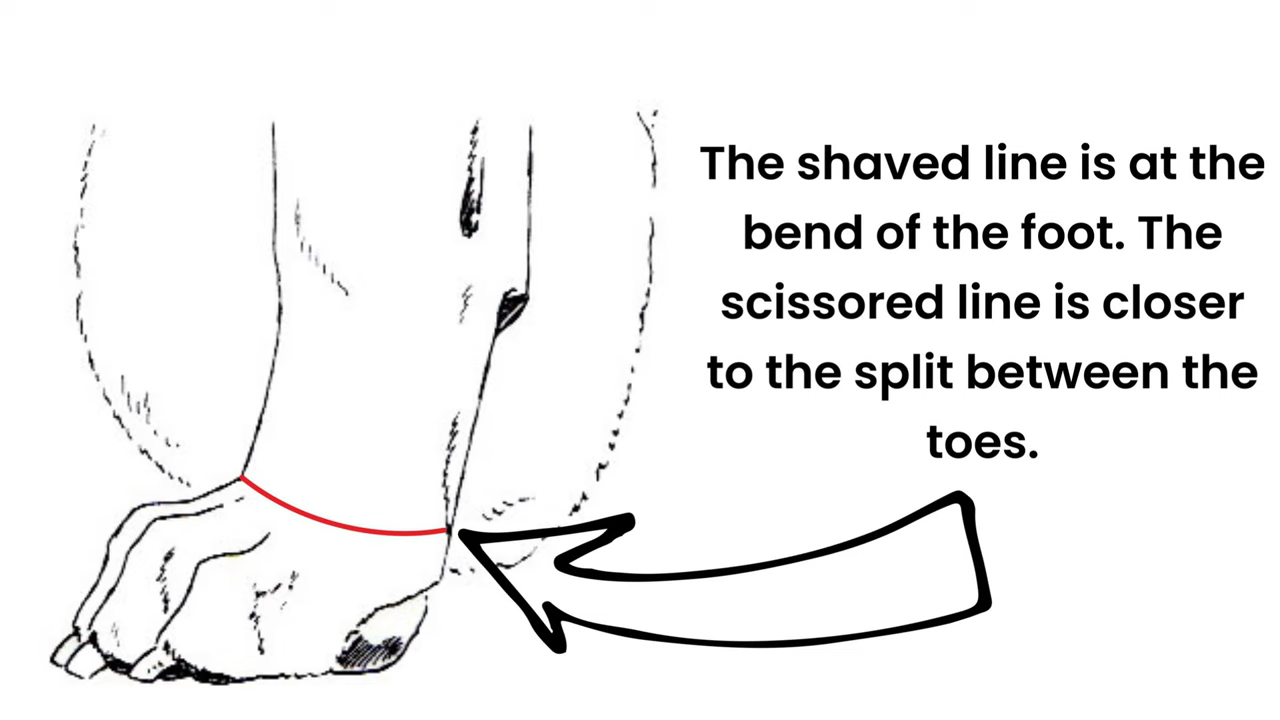 The shaved line is at the
bend of the foot. The
scissored line is closer
to the split between the
toes.